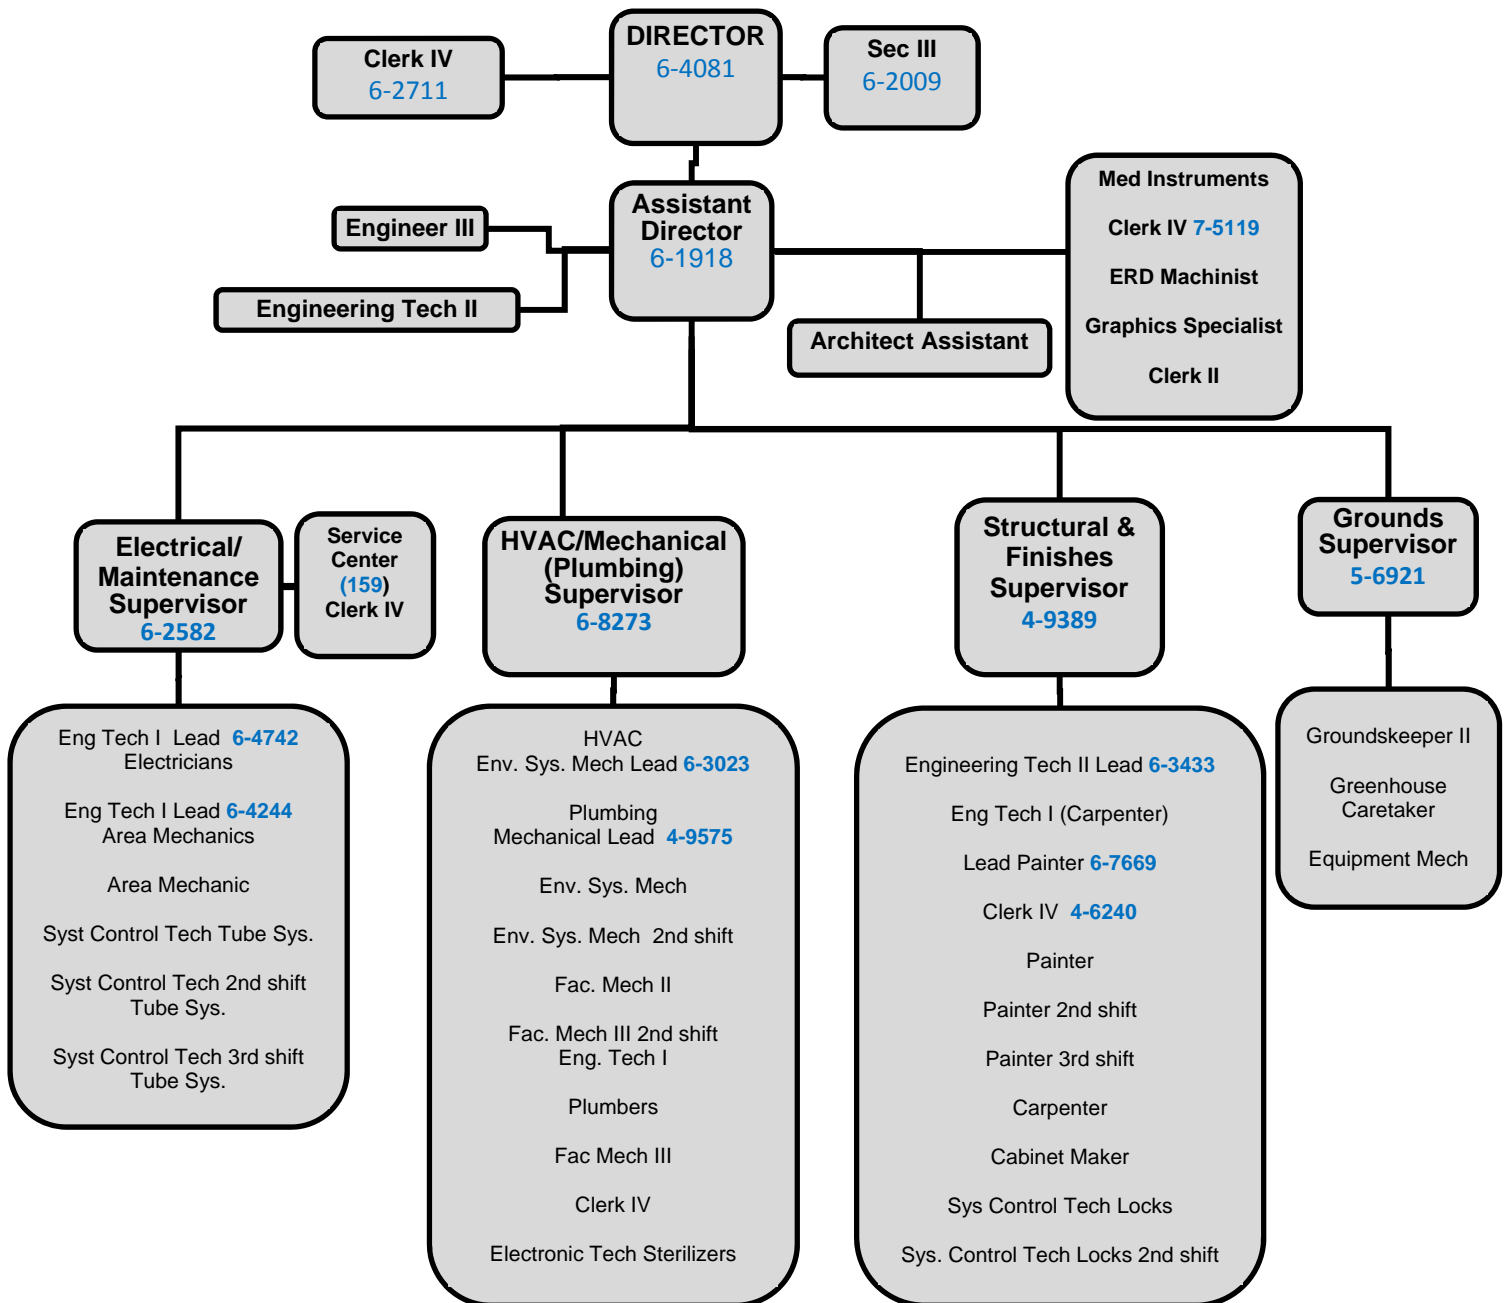 DIRECTOR
6-4081
Clerk IV
6-2711
Sec III
6-2009
Assistant
Director
6-1918
Engineer III
Engineering Tech II
Architect Assistant
Med Instruments
Clerk IV 7-5119
ERD Machinist
Graphics Specialist
Clerk II
Electrical/
Maintenance
Supervisor
6-2582
Service
Center
(159)
Clerk IV
HVAC/Mechanical
(Plumbing)
Supervisor
6-8273
Structural &
Finishes
Supervisor
4-9389
Grounds
Supervisor
5-6921
Eng Tech I Lead 6-4742
Electricians
Eng Tech I Lead 6-4244
Area Mechanics
Area Mechanic
Syst Control Tech Tube Sys.
Syst Control Tech 2nd shift
Tube Sys.
Syst Control Tech 3rd shift
Tube Sys.
HVAC
Env. Sys. Mech Lead 6-3023
Plumbing
Mechanical Lead 4-9575
Env. Sys. Mech
Env. Sys. Mech 2nd shift
Fac. Mech II
Fac. Mech III 2nd shift
Eng. Tech I
Plumbers
Fac Mech III
Clerk IV
Electronic Tech Sterilizers
Engineering Tech II Lead 6-3433
Eng Tech I (Carpenter)
Lead Painter 6-7669
Clerk IV 4-6240
Painter
Painter 2nd shift
Painter 3rd shift
Carpenter
Cabinet Maker
Sys Control Tech Locks
Sys. Control Tech Locks 2nd shift
Groundskeeper II
Greenhouse
Caretaker
Equipment Mech